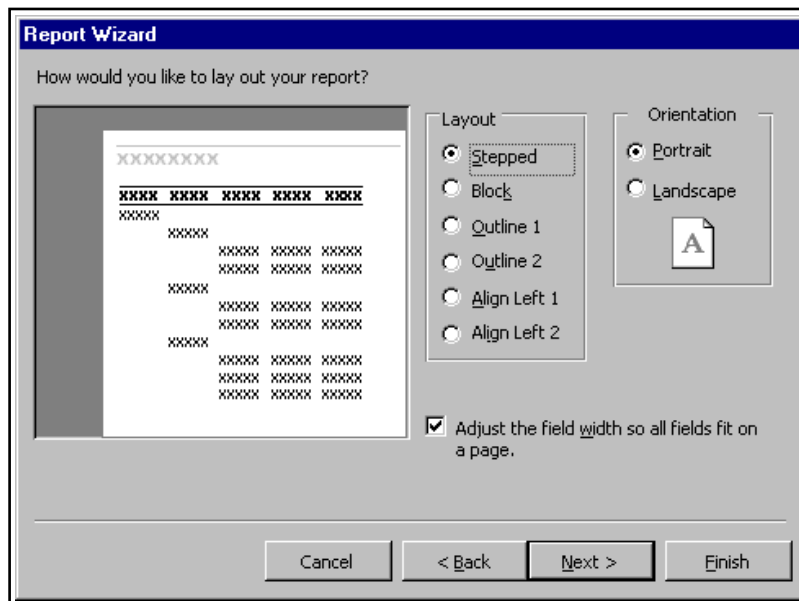 Report Wizard
How would you like to lay out your report?
xxxxxxxx
xxxx xxxx xxxx xxxx xxxx
xxxxx
xxxxx
xxxxx xxxxx xxxxx
xxxxx xxxxx xxxxx
xxxxx
xxxxx xxxxx xxxxx
xxxxx xxxxx xxxxx
xxxxx
xxxxx xxxxx xxxxx
xxxxx xxxxx xxxxx
xxxxx xxxxx xxxxx
Layout
Stepped
Block
Outline 1
Outline 2
Align Left 1
Align Left 2
Orientation
Portrait
Landscape
A
Adjust the field width so all fields fit on
a page.
Cancel
< Back
Next >
Finish